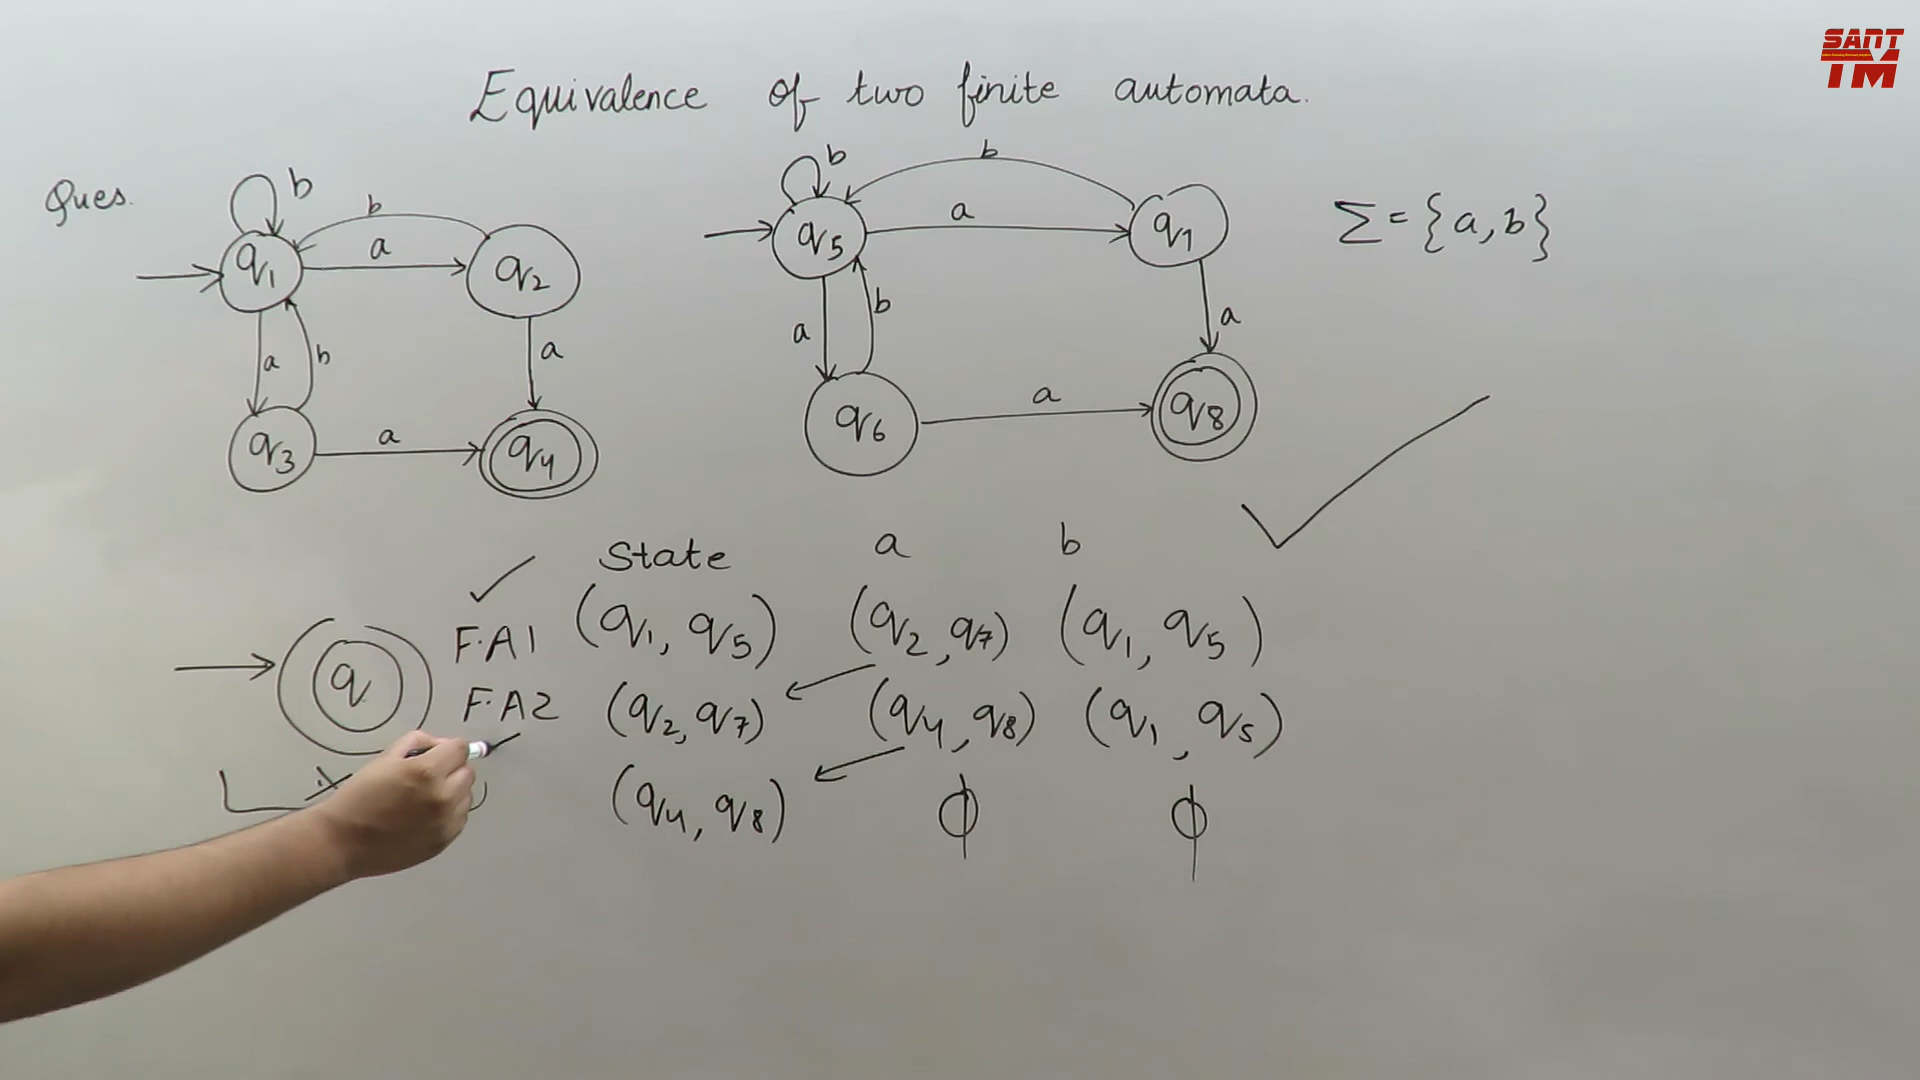 SANT
TM
Equivalence of two finite automata.
Ques.
b
b
a
q1
q2
a
b
a
q3
a
q4
b
b
a
q5
q7
a
b
a
q6
a
q8
Σ = {a, b}
State a b
F.A1 (q1, q5) (q2, q7) (q1, q5)
q
F.A2 (q2, q7) (q4, q8) (q1, q5)
(q4, q8) ϕ ϕ